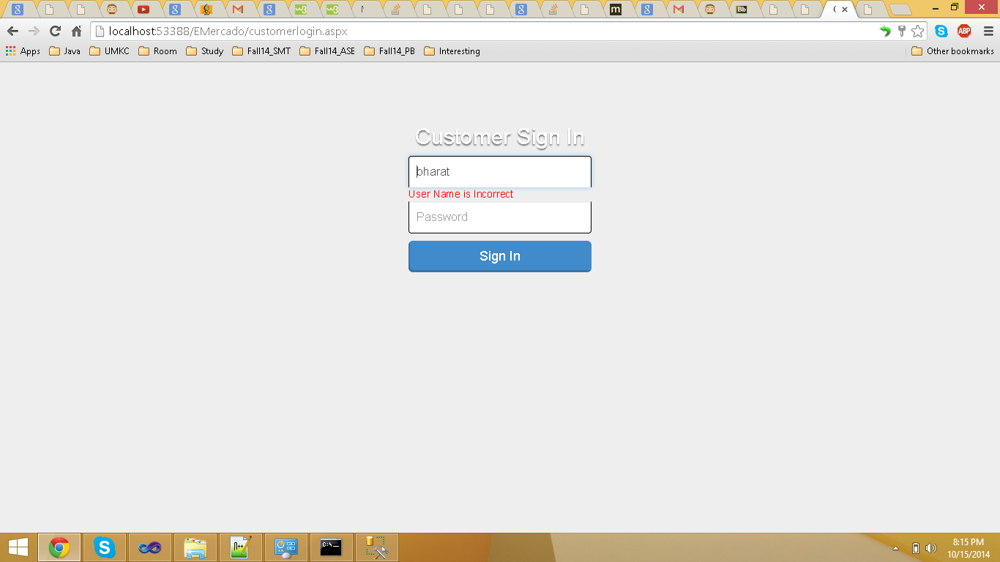 localhost:53388/EMercado/customerlogin.aspx
ABP
Apps Java UMKC Room Study Fall14_SMT Fall14_ASE Fall14_PB Interesting Other bookmarks
Customer Sign In
bharat
User Name is Incorrect
Password
Sign In
8:15 PM
10/15/2014